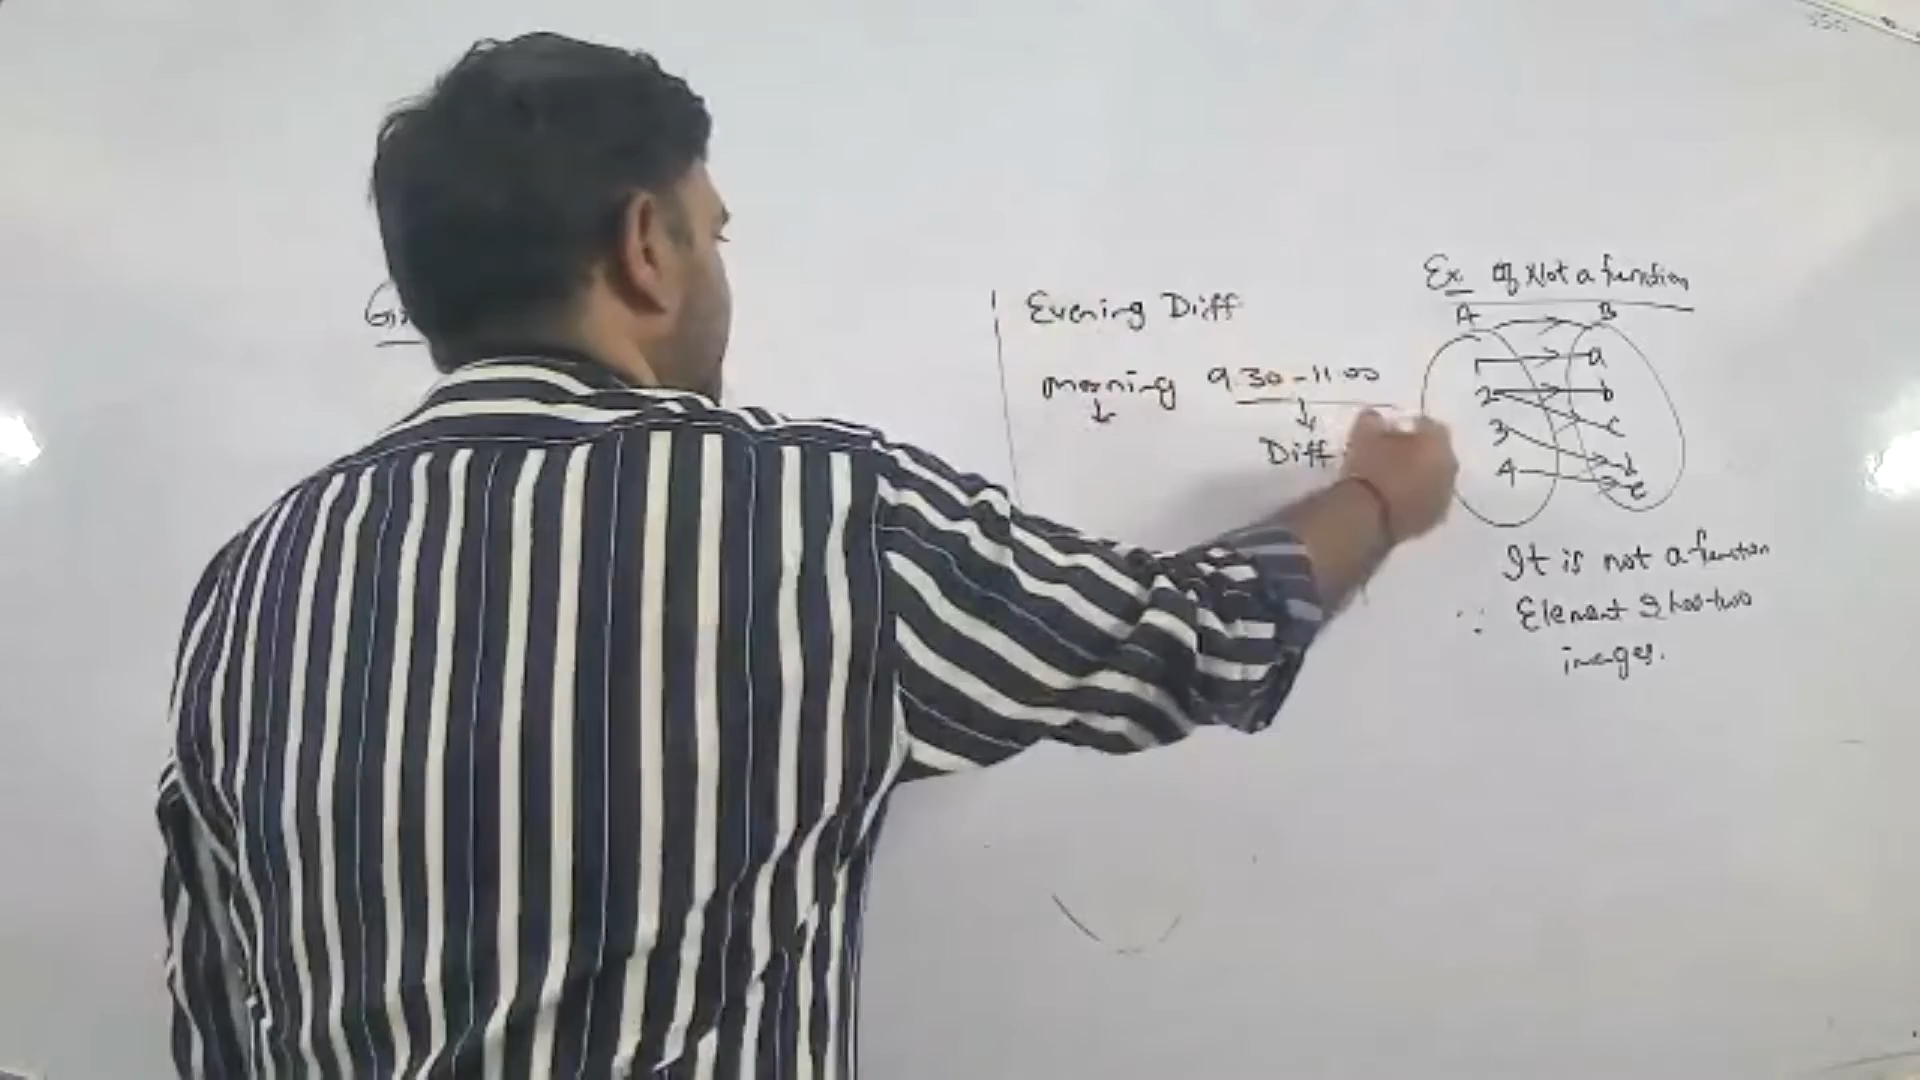 Evening Diff
morning 9.30-11.00
Diff
Ex. of Not a function
A B
1 a
2 b
c
3 d
4 e
It is not a function
∵ Element 2 has two
images.